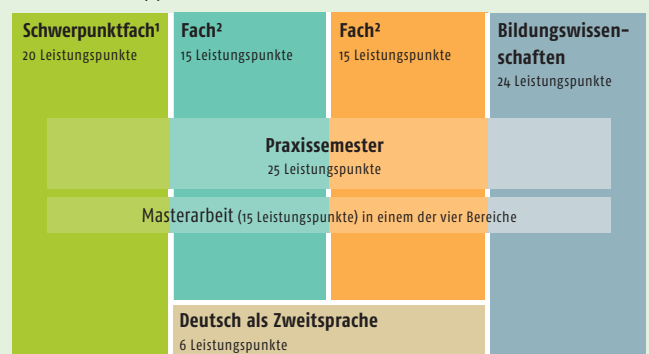 Schwerpunktfach¹
20 Leistungspunkte
Fach²
15 Leistungspunkte
Fach²
15 Leistungspunkte
Bildungswissen-
schaften
24 Leistungspunkte
Praxissemester
25 Leistungspunkte
Masterarbeit (15 Leistungspunkte) in einem der vier Bereiche
Deutsch als Zweitsprache
6 Leistungspunkte